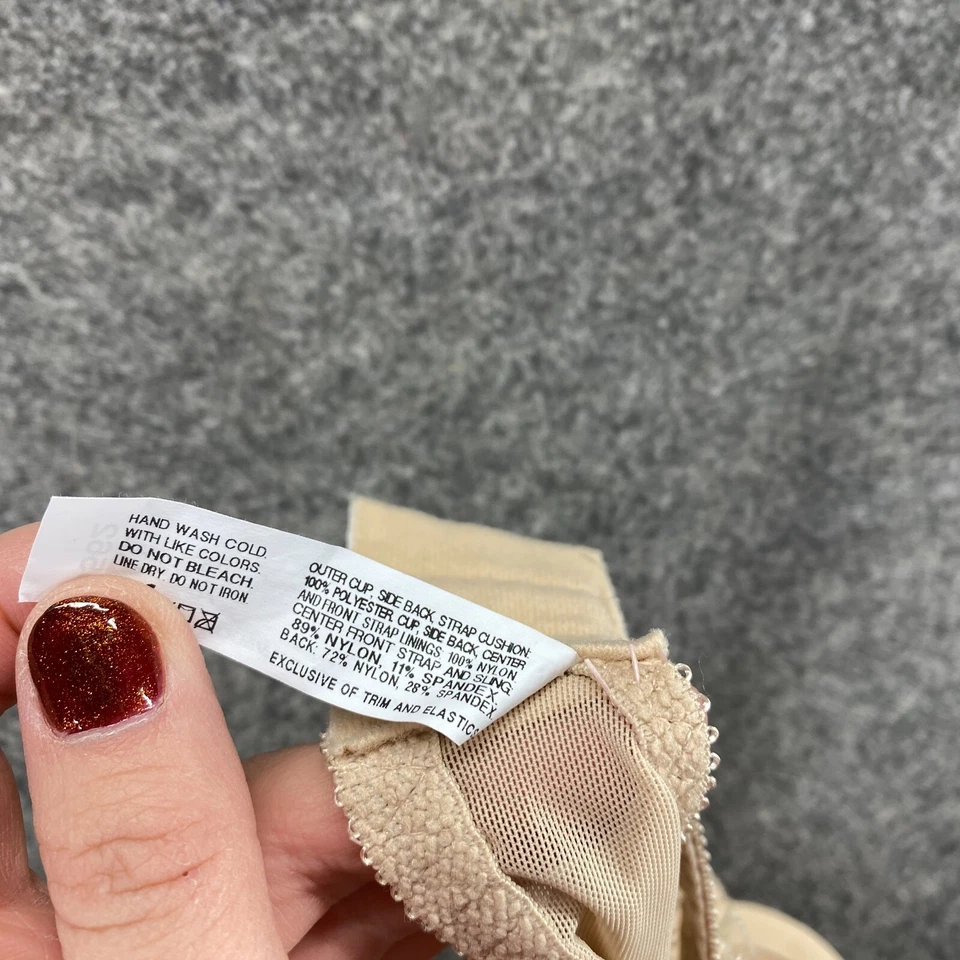 HAND WASH COLD
WITH LIKE COLORS.
DO NOT BLEACH.
LINE DRY. DO NOT IRON.
OUTER CUP, SIDE BACK, STRAP CUSHION:
100% POLYESTER, CUP SIDE BACK, CENTER
AND FRONT STRAP LININGS: 100% NYLON
CENTER FRONT STRAP AND SLING:
89% NYLON, 11% SPANDEX,
BACK: 72% NYLON, 28% SPANDEX
EXCLUSIVE OF TRIM AND ELASTICS